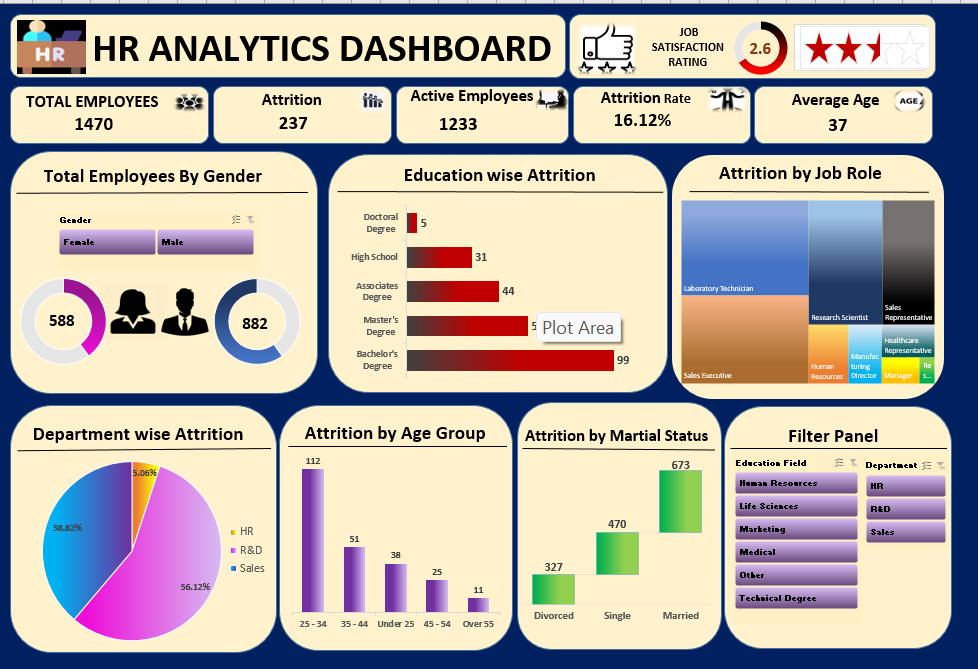 HR
HR ANALYTICS DASHBOARD
JOB
SATISFACTION
RATING
2.6
TOTAL EMPLOYEES
1470
Attrition
237
Active Employees
1233
Attrition Rate
16.12%
Average Age
AGE
37
Total Employees By Gender
Gender
Female
Male
588
882
Education wise Attrition
Doctoral
Degree
5
High School
31
Associates
Degree
44
Master's
Degree
5
Plot Area
Bachelor's
Degree
99
Attrition by Job Role
Laboratory Technician
Sales Executive
Research Scientist
Sales
Representative
Human
Resources
Manufac
turing
Director
Healthcare
Representative
Manager
Re
s...
Department wise Attrition
5.06%
38.82%
56.12%
HR
R&D
Sales
Attrition by Age Group
112
51
38
25
11
25 - 34
35 - 44
Under 25
45 - 54
Over 55
Attrition by Martial Status
673
470
327
Divorced
Single
Married
Filter Panel
Education Field
Human Resources
Life Sciences
Marketing
Medical
Other
Technical Degree
Department
HR
R&D
Sales